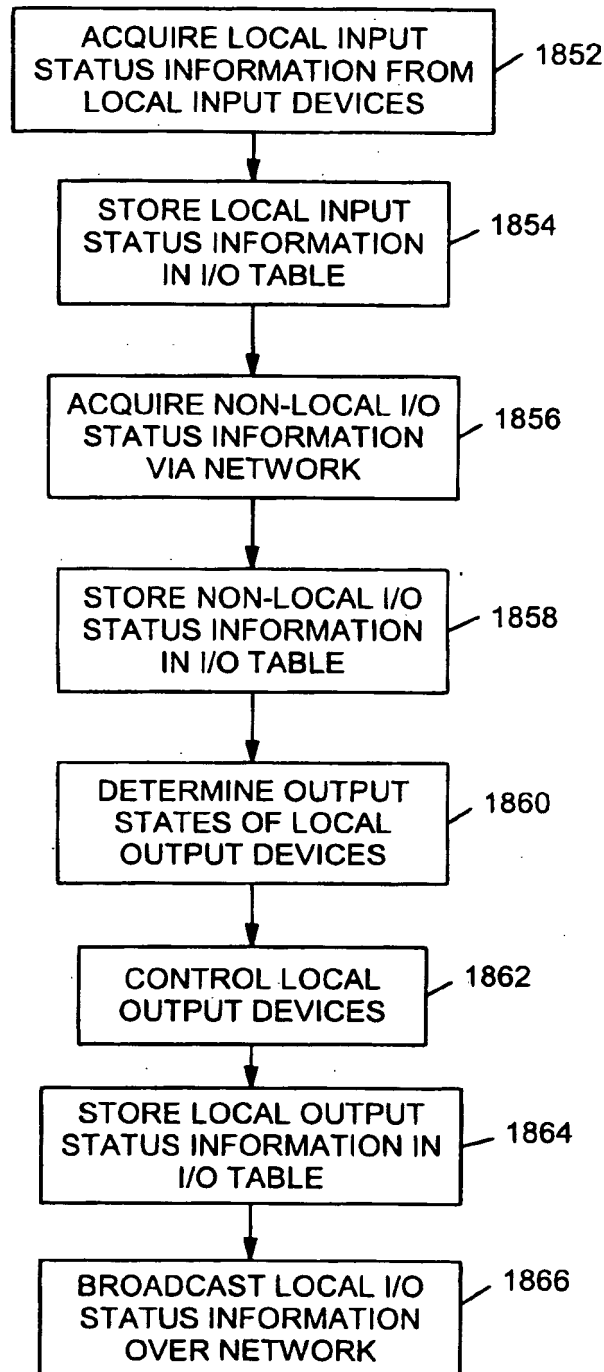 ACQUIRE LOCAL INPUT
STATUS INFORMATION FROM
LOCAL INPUT DEVICES
1852
STORE LOCAL INPUT
STATUS INFORMATION
IN I/O TABLE
1854
ACQUIRE NON-LOCAL I/O
STATUS INFORMATION
VIA NETWORK
1856
STORE NON-LOCAL I/O
STATUS INFORMATION
IN I/O TABLE
1858
DETERMINE OUTPUT
STATES OF LOCAL
OUTPUT DEVICES
1860
CONTROL LOCAL
OUTPUT DEVICES
1862
STORE LOCAL OUTPUT
STATUS INFORMATION IN
I/O TABLE
1864
BROADCAST LOCAL I/O
STATUS INFORMATION
OVER NETWORK
1866